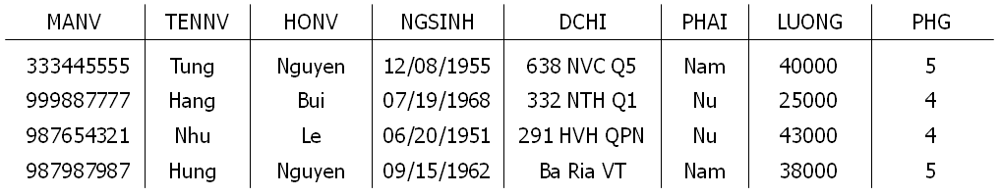 MANV TENNV HONV NGSINH DCHI PHAI LUONG PHG
333445555 Tung Nguyen 12/08/1955 638 NVC Q5 Nam 40000 5
999887777 Hang Bui 07/19/1968 332 NTH Q1 Nu 25000 4
987654321 Nhu Le 06/20/1951 291 HVH QPN Nu 43000 4
987987987 Hung Nguyen 09/15/1962 Ba Ria VT Nam 38000 5